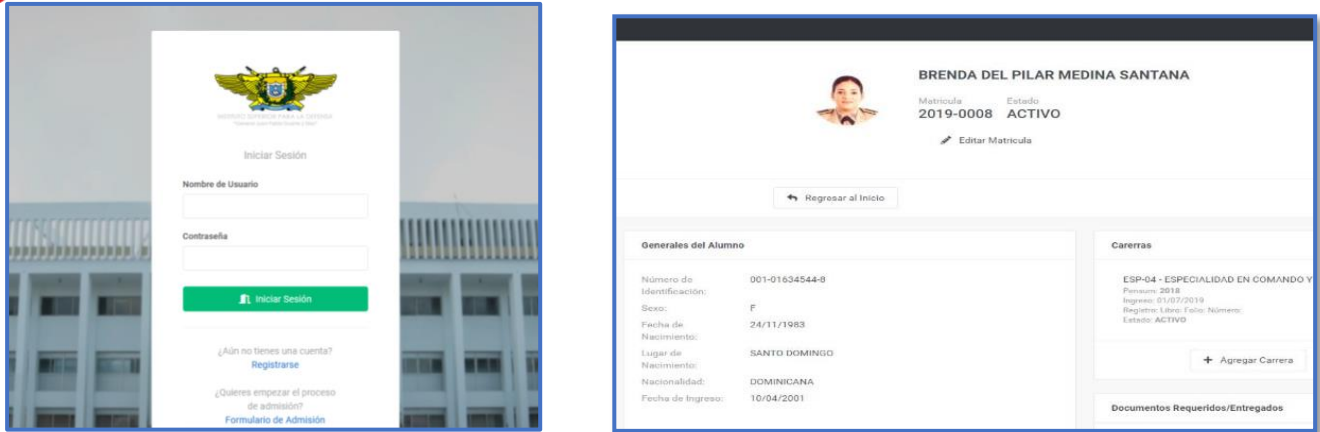 INSTITUTO SUPERIOR PARA LA DEFENSA
Iniciar Sesión
Nombre de Usuario
Contraseña
Iniciar Sesión
¿Aún no tienes una cuenta?
Registrarse
¿Quieres empezar el proceso
de admisión?
Formulario de Admisión
BRENDA DEL PILAR MEDINA SANTANA
Matricula Estado
2019-0008 ACTIVO
Editar Matricula
Regresar al Inicio
Generales del Alumno
Número de 001-01634544-8
Identificación:
Sexo: F
Fecha de 24/11/1983
Nacimiento:
Lugar de SANTO DOMINGO
Nacimiento:
Nacionalidad: DOMINICANA
Fecha de Ingreso: 10/04/2001
Carerras
ESP-04 - ESPECIALIDAD EN COMANDO Y
Pensum: 2018
Ingreso: 01/07/2019
Registro: Libro: Folio: Número:
Estado: ACTIVO
Agregar Carrera
Documentos Requeridos/Entregados